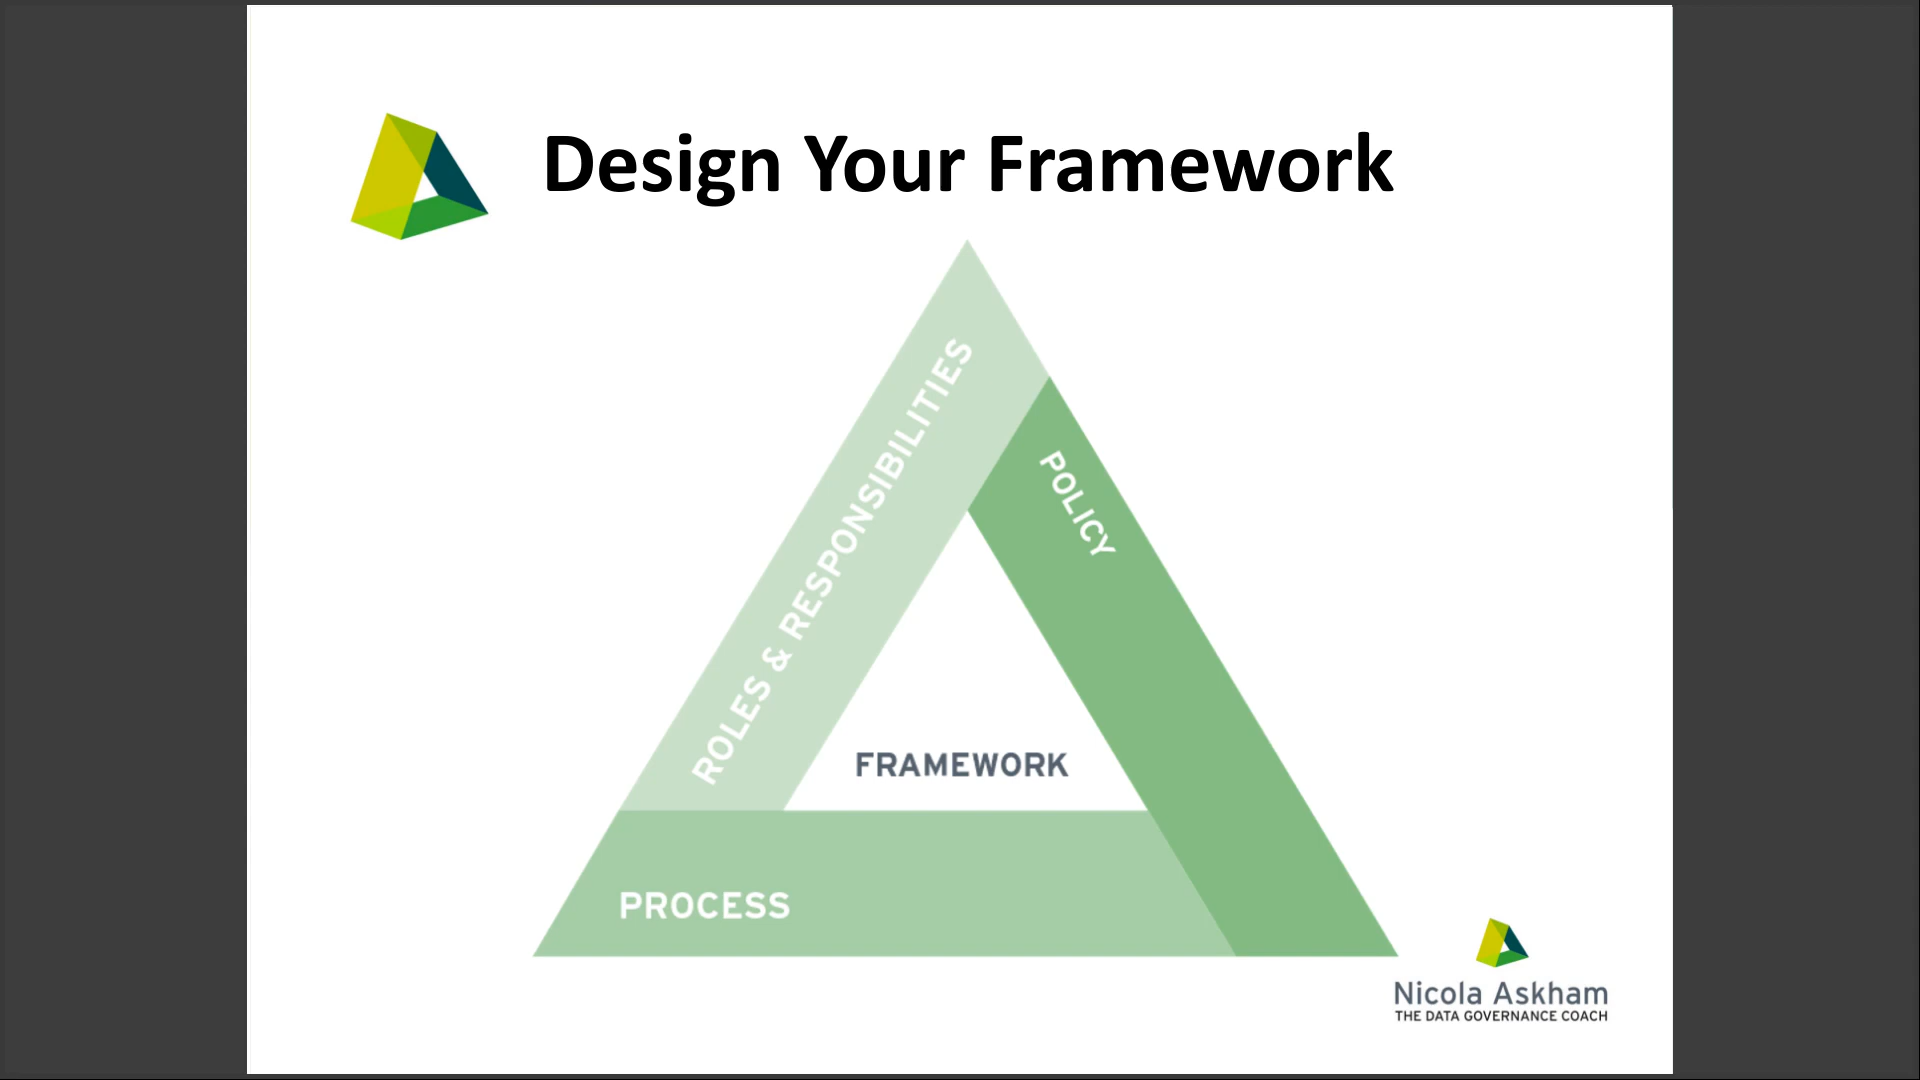 Design Your Framework
ROLES & RESPONSIBILITIES
POLICY
FRAMEWORK
PROCESS
Nicola Askham
THE DATA GOVERNANCE COACH